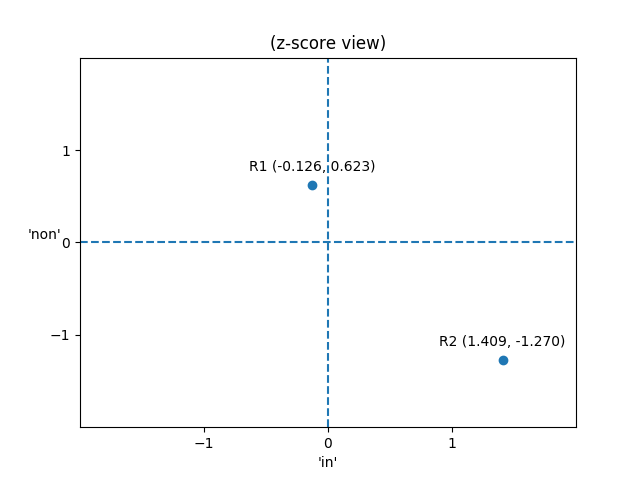 (z-score view)
1
R1 (-0.126, 0.623)
'non'
0
−1
R2 (1.409, -1.270)
−1 0 1
'in'